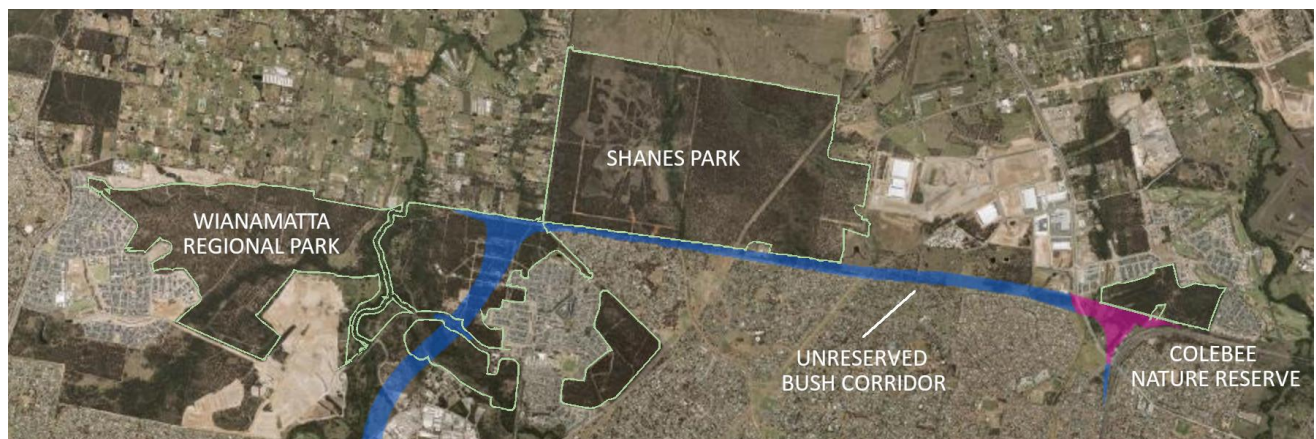 SHANES PARK
WIANAMATTA
REGIONAL PARK
UNRESERVED
BUSH CORRIDOR
COLEBEE
NATURE RESERVE